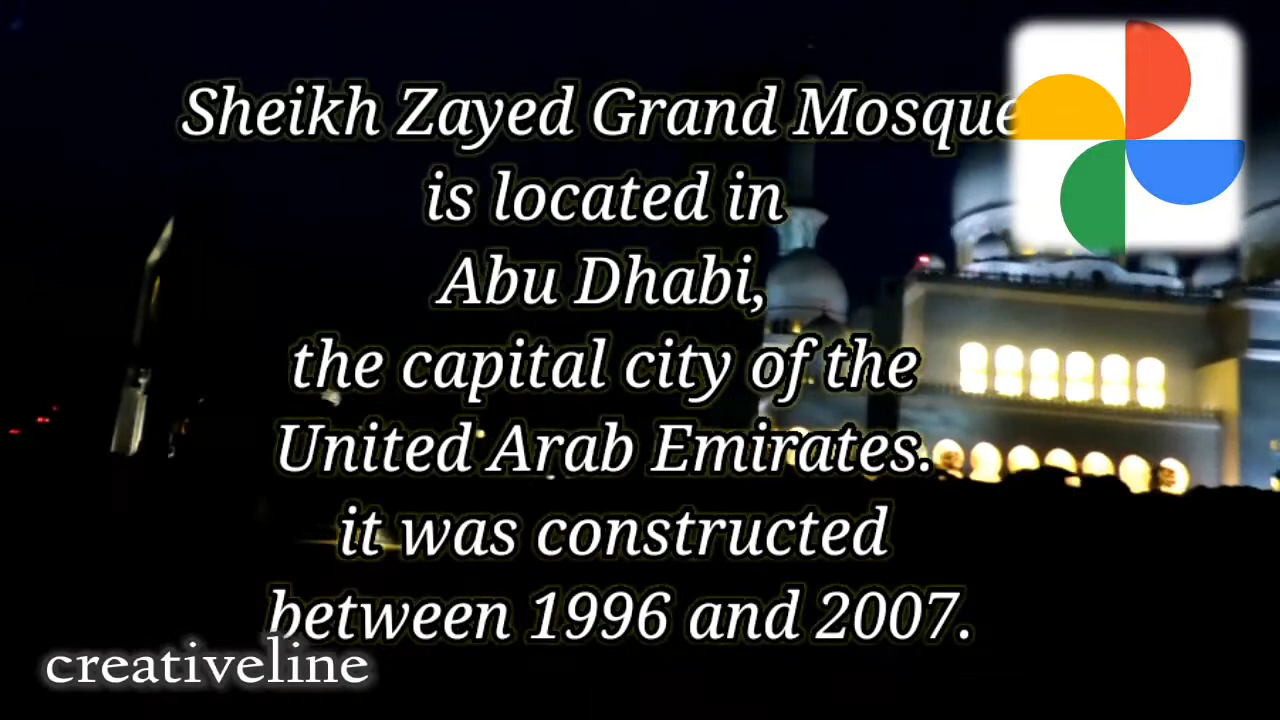 Sheikh Zayed Grand Mosque
is located in
Abu Dhabi,
the capital city of the
United Arab Emirates.
it was constructed
between 1996 and 2007.
creativeline